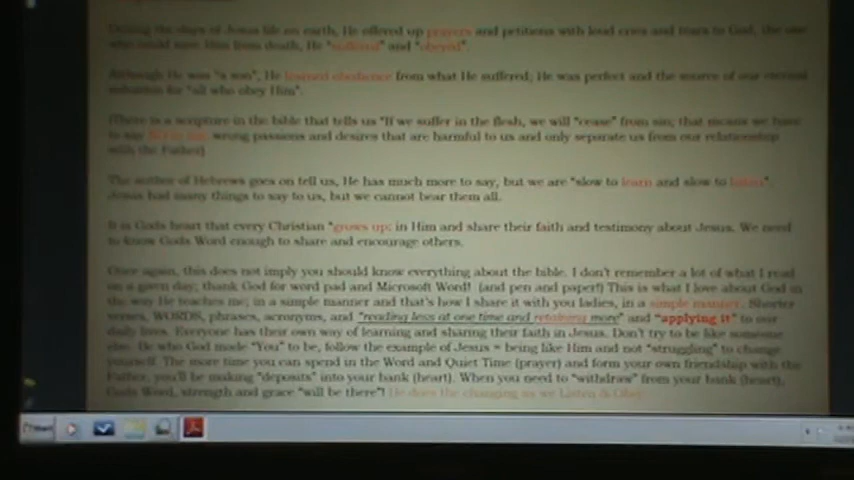 During the days of Jesus life on earth, He offered up prayers and petitions with loud cries and tears to God, the one
who could save Him from death, He "suffered" and "obeyed".
Although He was "a son", He learned obedience from what He suffered; He was perfect and the source of our eternal
salvation for "all who obey Him".
(There is a scripture in the bible that tells us "If we suffer in the flesh, we will "cease" from sin; that means we have
to say wrong passions and desires that are harmful to us and only separate us from our relationship
with the Father)
The author of Hebrews goes on tell us, He has much more to say, but we are "slow to learn and slow to listen".
Jesus had many things to say to us, but we cannot bear them all.
It is Gods heart that every Christian "grows up; in Him and share their faith and testimony about Jesus. We need
to know Gods Word enough to share and encourage others.
Once again, this does not imply you should know everything about the bible. I don't remember a lot of what I read
on a given day; thank God for word pad and Microsoft Word! (and pen and paper!) This is what I love about God in
the way He teaches me; in a simple manner and that's how I share it with you ladies, in a simple manner. Shorter
verses, WORDS, phrases, acronyms, and "reading less at one time and retaining more" and "applying it" to our
daily lives. Everyone has their own way of learning and sharing their faith in Jesus. Don't try to be like someone
else. Be who God made "You" to be, follow the example of Jesus = being like Him and not "struggling" to change
yourself. The more time you can spend in the Word and Quiet Time (prayer) and form your own friendship with the
Father, you'll be making "deposits" into your bank (heart). When you need to "withdraw" from your bank (heart),
Gods Word, strength and grace "will be there"! He does the changing as we Listen & Obey
Start